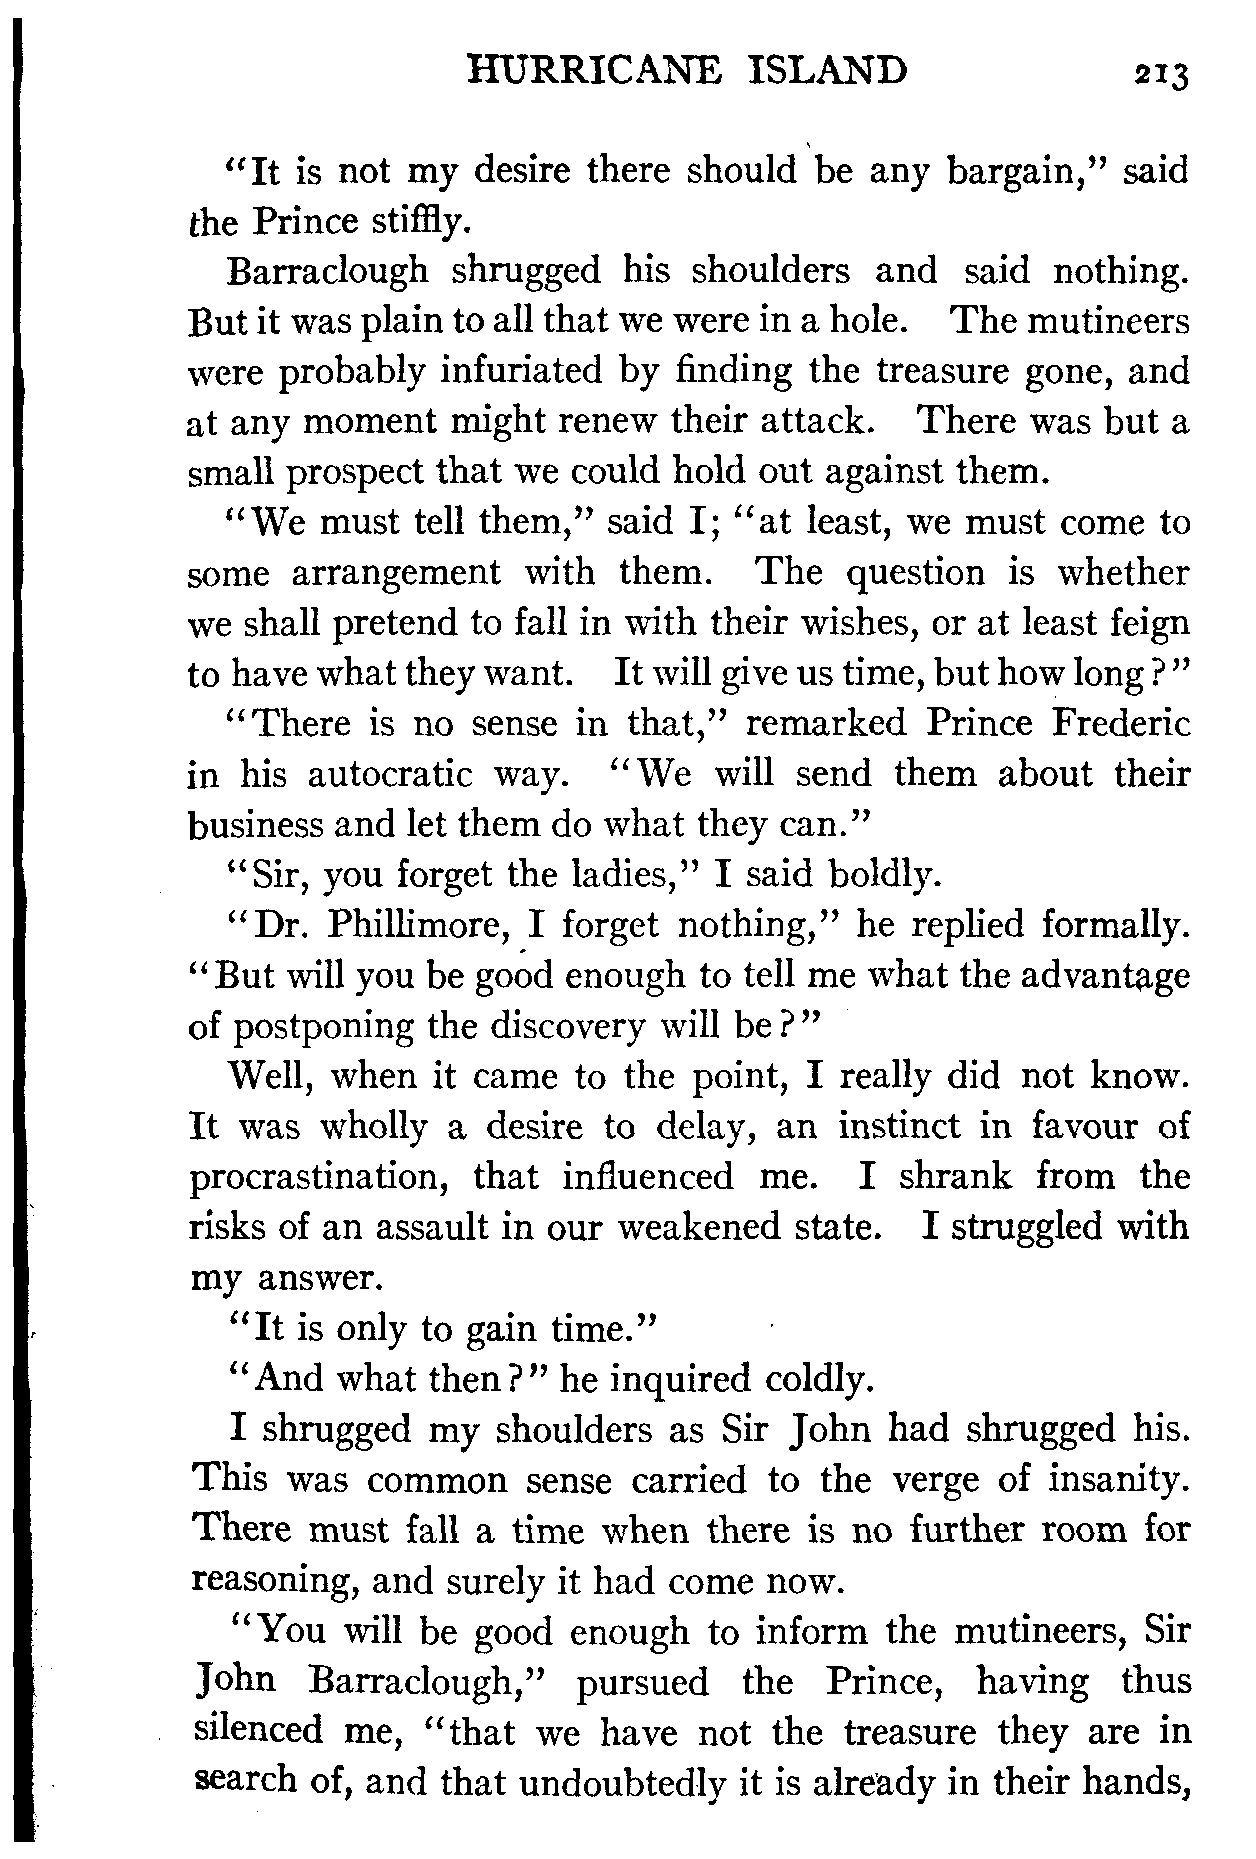 HURRICANE ISLAND 213
“It is not my desire there should be any bargain,” said
the Prince stiffly.
Barraclough shrugged his shoulders and said nothing.
But it was plain to all that we were in a hole. The mutineers
were probably infuriated by finding the treasure gone, and
at any moment might renew their attack. There was but a
small prospect that we could hold out against them.
“We must tell them,” said I; “at least, we must come to
some arrangement with them. The question is whether
we shall pretend to fall in with their wishes, or at least feign
to have what they want. It will give us time, but how long?”
“There is no sense in that,” remarked Prince Frederic
in his autocratic way. “We will send them about their
business and let them do what they can.”
“Sir, you forget the ladies,” I said boldly.
“Dr. Phillimore, I forget nothing,” he replied formally.
“But will you be good enough to tell me what the advantage
of postponing the discovery will be?”
Well, when it came to the point, I really did not know.
It was wholly a desire to delay, an instinct in favour of
procrastination, that influenced me. I shrank from the
risks of an assault in our weakened state. I struggled with
my answer.
“It is only to gain time.”
“And what then?” he inquired coldly.
I shrugged my shoulders as Sir John had shrugged his.
This was common sense carried to the verge of insanity.
There must fall a time when there is no further room for
reasoning, and surely it had come now.
“You will be good enough to inform the mutineers, Sir
John Barraclough,” pursued the Prince, having thus
silenced me, “that we have not the treasure they are in
search of, and that undoubtedly it is already in their hands,